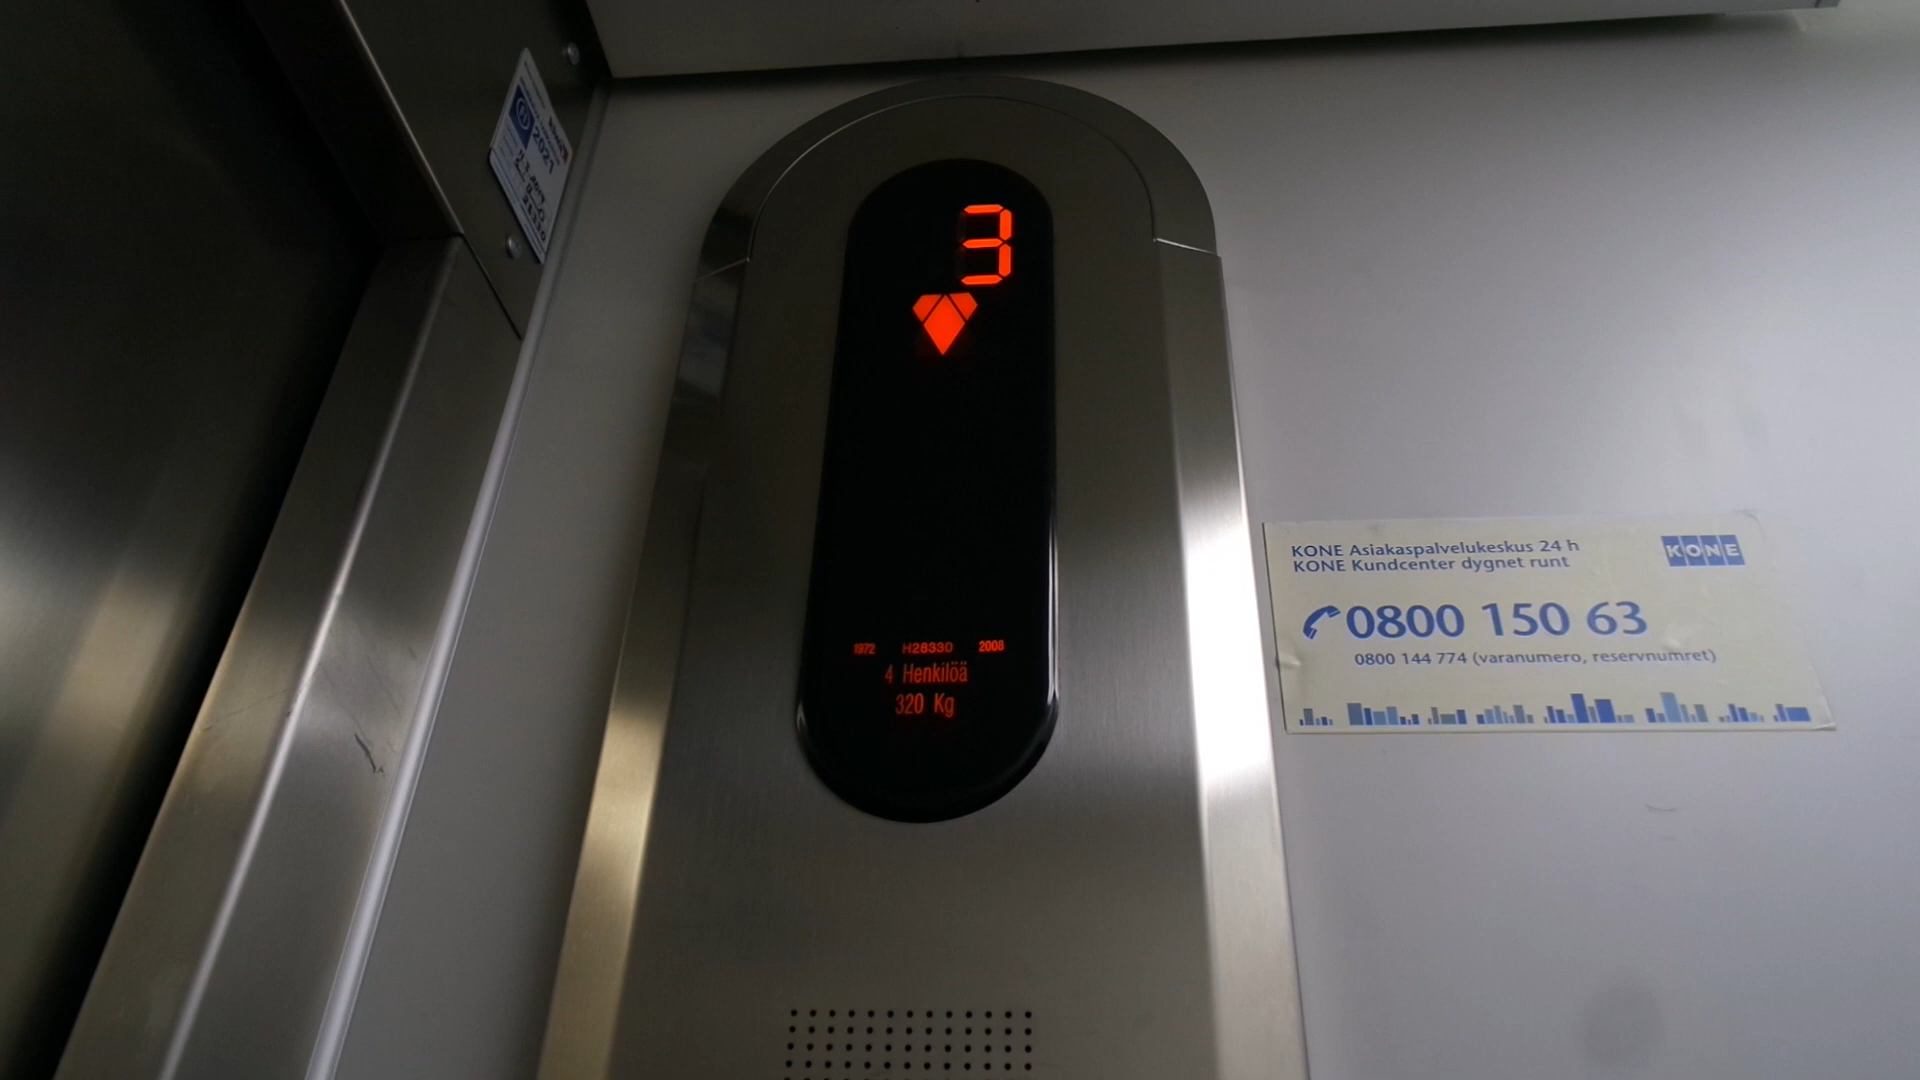 2021
3
1972 H28330 2008
4 Henkilöä
320 Kg
KONE Asiakaspalvelukeskus 24 h
KONE Kundcenter dygnet runt
KONE
0800 150 63
0800 144 774 (varanumero, reservnumret)